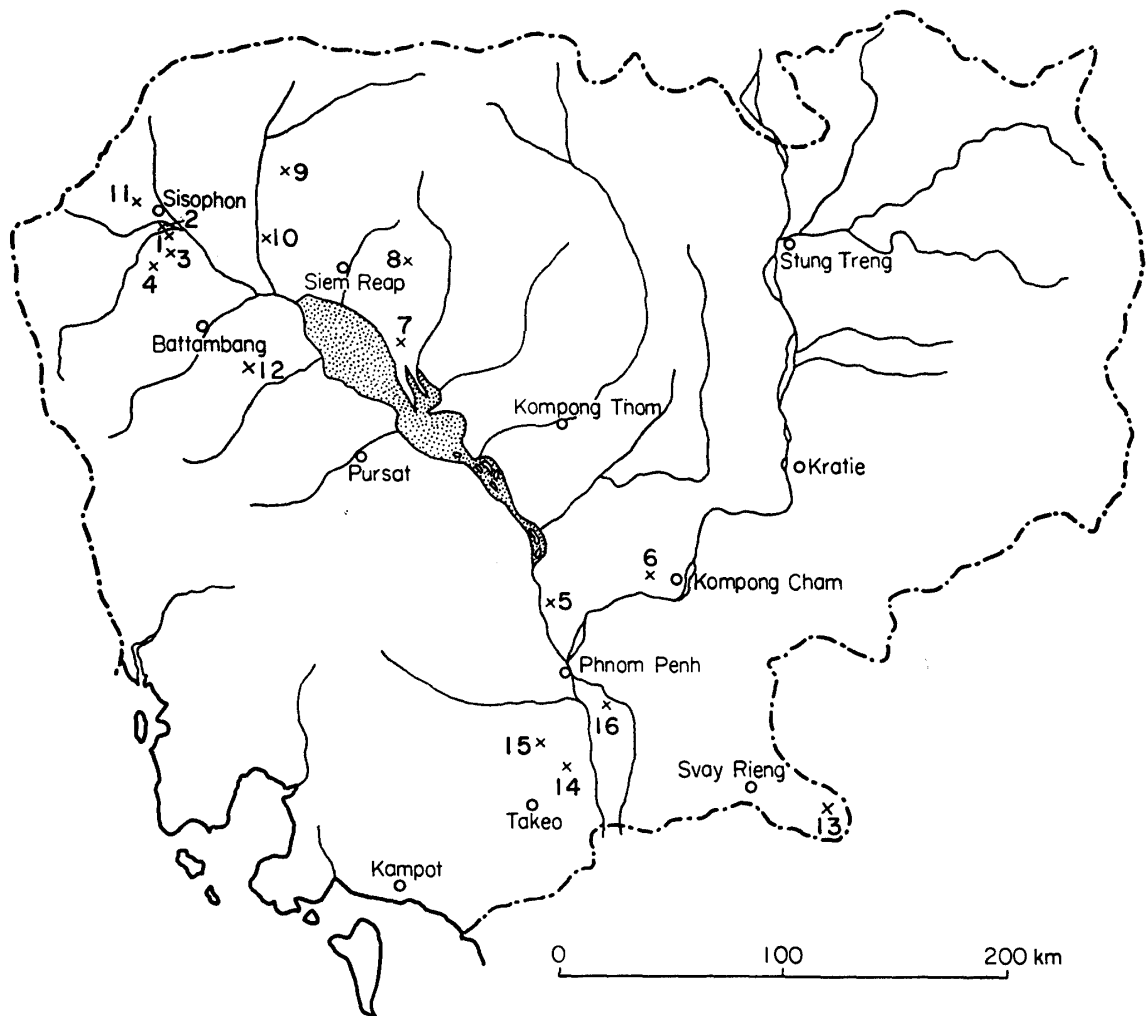 9
11
Sisophon
2
1
10
3
8
Stung Treng
4
Siem Reap
7
Battambang
12
Kompong Thom
Pursat
Kratie
6
Kompong Cham
5
Phnom Penh
16
15
14
Svay Rieng
13
Takeo
Kampot
0 100 200 km